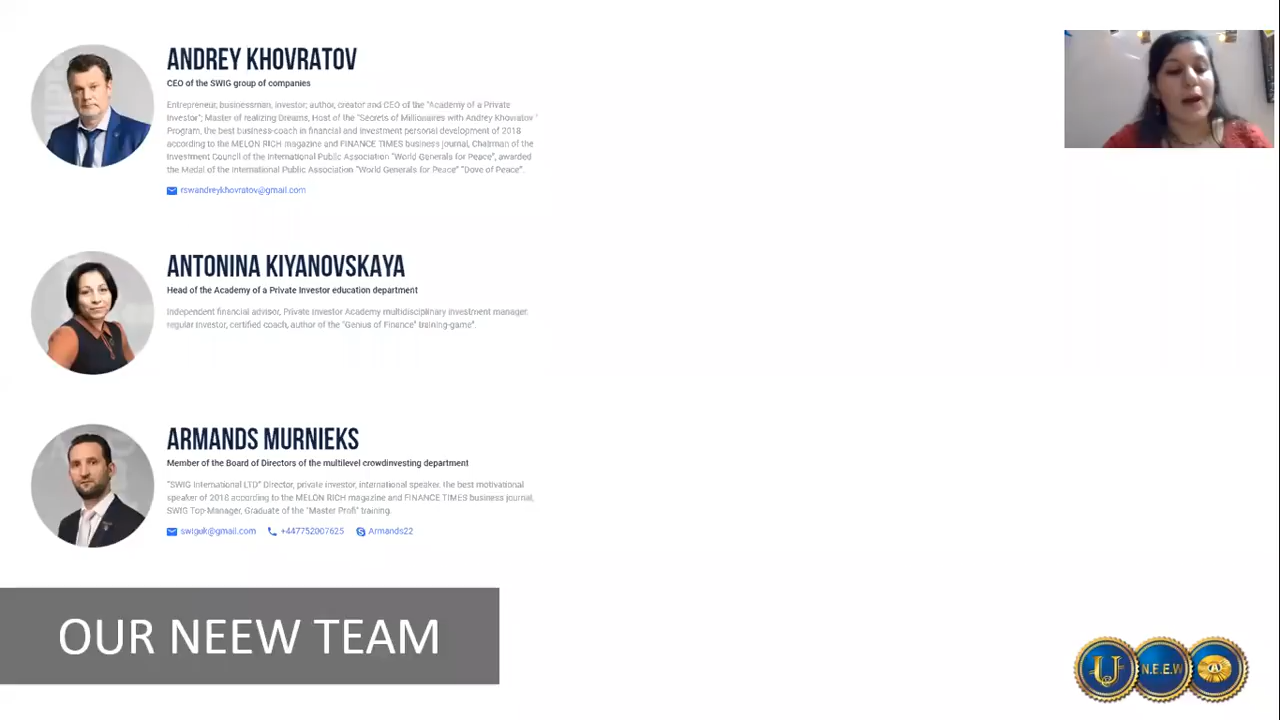 ANDREY KHOVRATOV
CEO of the SWIG group of companies
Entrepreneur, businessman, investor; author, creator and CEO of the "Academy of a Private
Investor"; Master of realizing Dreams, Host of the "Secrets of Millionaires with Andrey Khovratov "
Program, the best business-coach in financial and investment personal development of 2018
according to the MELON RICH magazine and FINANCE TIMES business journal, Chairman of the
Investment Council of the International Public Association "World Generals for Peace", awarded
the Medal of the International Public Association "World Generals for Peace" "Dove of Peace".
rswandreykhovratov@gmail.com
ANTONINA KIYANOVSKAYA
Head of the Academy of a Private Investor education department
Independent financial advisor, Private Investor Academy multidisciplinary investment manager,
regular investor, certified coach, author of the "Genius of Finance" training-game".
ARMANDS MURNIEKS
Member of the Board of Directors of the multilevel crowdinvesting department
"SWIG International LTD" Director, private investor, international speaker, the best motivational
speaker of 2018 according to the MELON RICH magazine and FINANCE TIMES business journal,
SWIG Top-Manager, Graduate of the "Master Profi" training.
swiguk@gmail.com +447752007625 Armands22
OUR NEEW TEAM
U N.E.E.W A